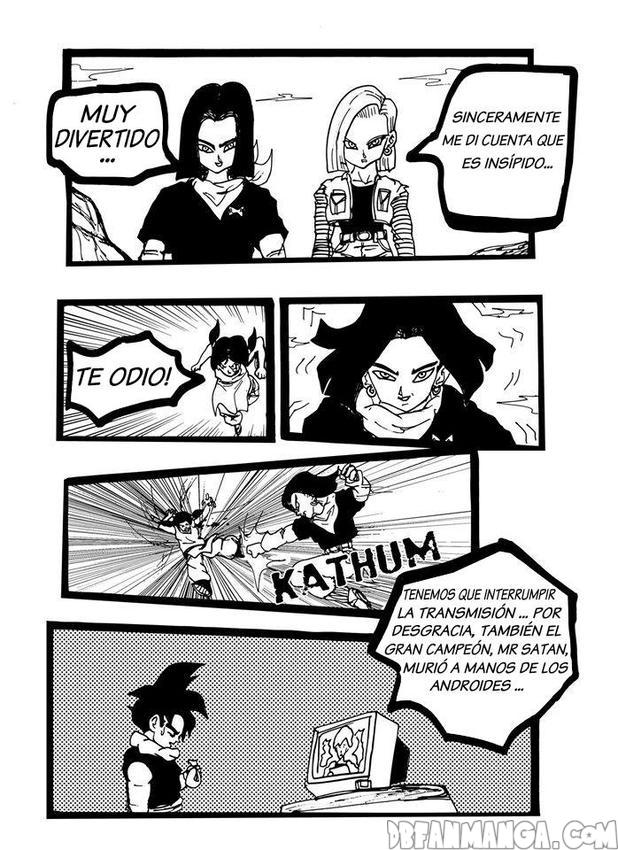 MUY
DIVERTIDO
...
SINCERAMENTE
ME DI CUENTA QUE
ES INSÍPIDO...
TE ODIO!
KATHUM
TENEMOS QUE INTERRUMPIR
LA TRANSMISIÓN ... POR
DESGRACIA, TAMBIÉN EL
GRAN CAMPEÓN, MR SATAN,
MURIÓ A MANOS DE LOS
ANDROIDES ...
DBFANMANGA.COM